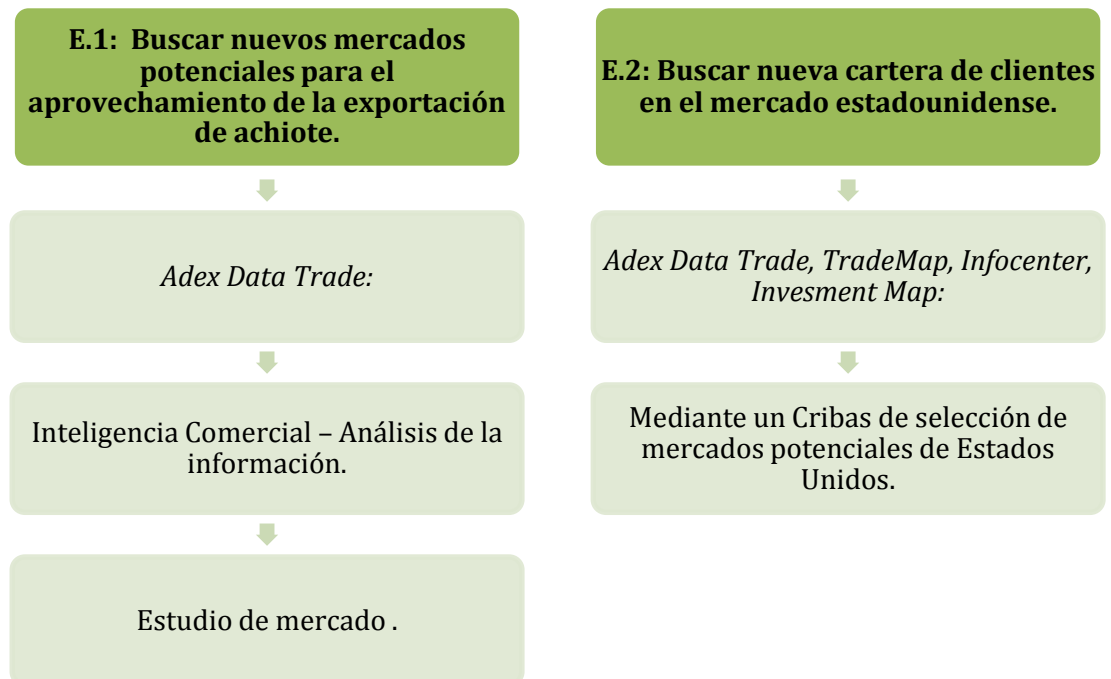 E.1: Buscar nuevos mercados
potenciales para el
aprovechamiento de la exportación
de achiote.
Adex Data Trade:
Inteligencia Comercial – Análisis de la
información.
Estudio de mercado .
E.2: Buscar nueva cartera de clientes
en el mercado estadounidense.
Adex Data Trade, TradeMap, Infocenter,
Invesment Map:
Mediante un Cribas de selección de
mercados potenciales de Estados
Unidos.